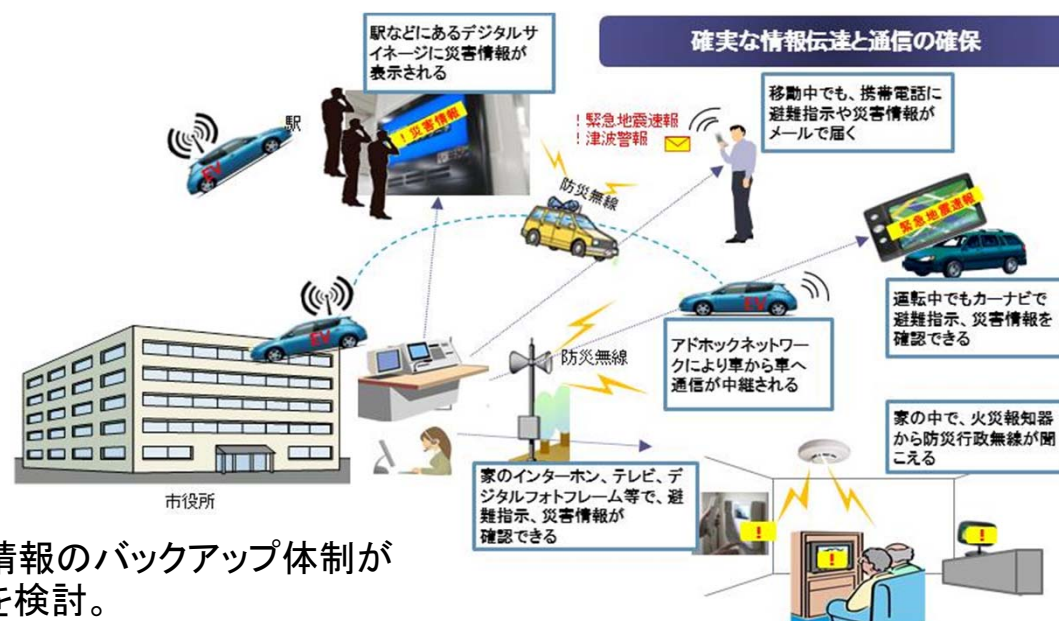 確実な情報伝達と通信の確保
駅などにあるデジタルサ
イネージに災害情報が
表示される
駅
！災害情報
EV
！緊急地震速報
！津波警報
移動中でも、携帯電話に
避難指示や災害情報が
メールで届く
防災無線
緊急地震速報
運転中でもカーナビで
避難指示、災害情報を
確認できる
EV
EV
アドホックネットワー
クにより車から車へ
通信が中継される
防災無線
家の中で、火災報知器
から防災行政無線が聞
こえる
市役所
家のインターホン、テレビ、デ
ジタルフォトフレーム等で、避
難指示、災害情報が
確認できる
！
！
！
情報のバックアップ体制が
を検討。